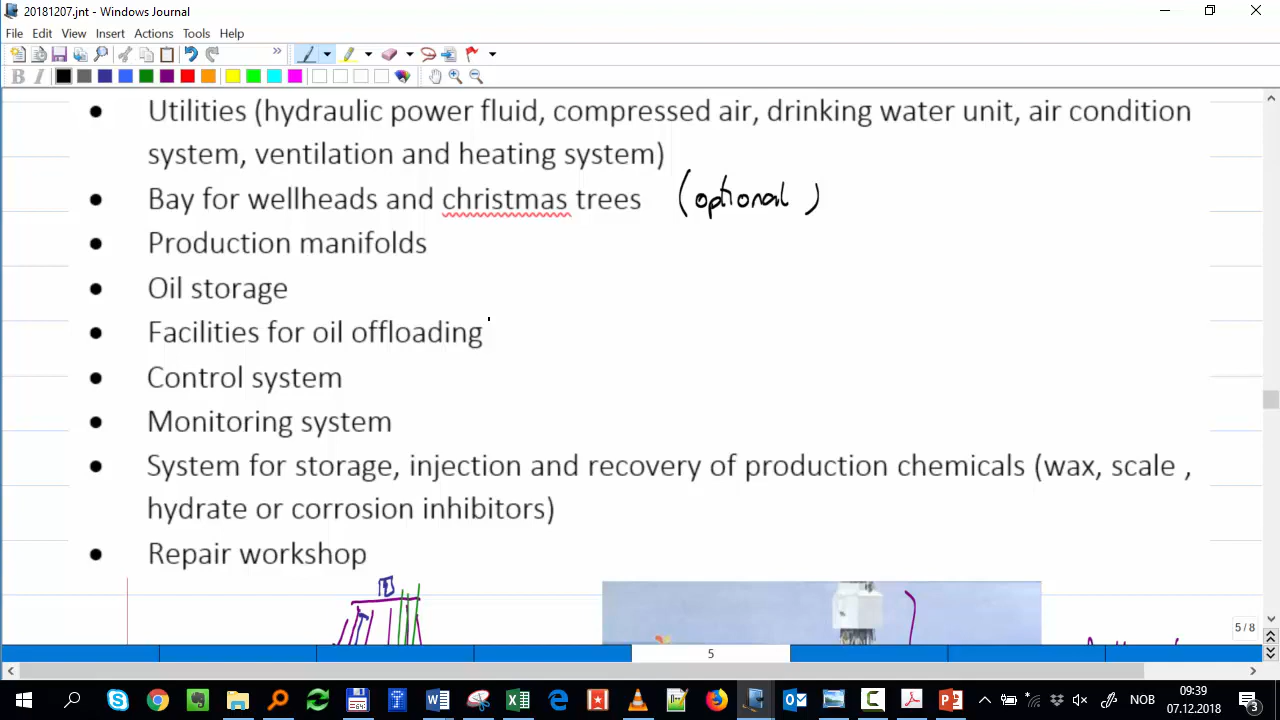 20181207.jnt - Windows Journal
File Edit View Insert Actions Tools Help
B I
• Utilities (hydraulic power fluid, compressed air, drinking water unit, air condition
system, ventilation and heating system)
• Bay for wellheads and christmas trees (optional)
• Production manifolds
• Oil storage
• Facilities for oil offloading
• Control system
• Monitoring system
• System for storage, injection and recovery of production chemicals (wax, scale ,
hydrate or corrosion inhibitors)
• Repair workshop
5 / 8
5
NOB
09:39
07.12.2018
3